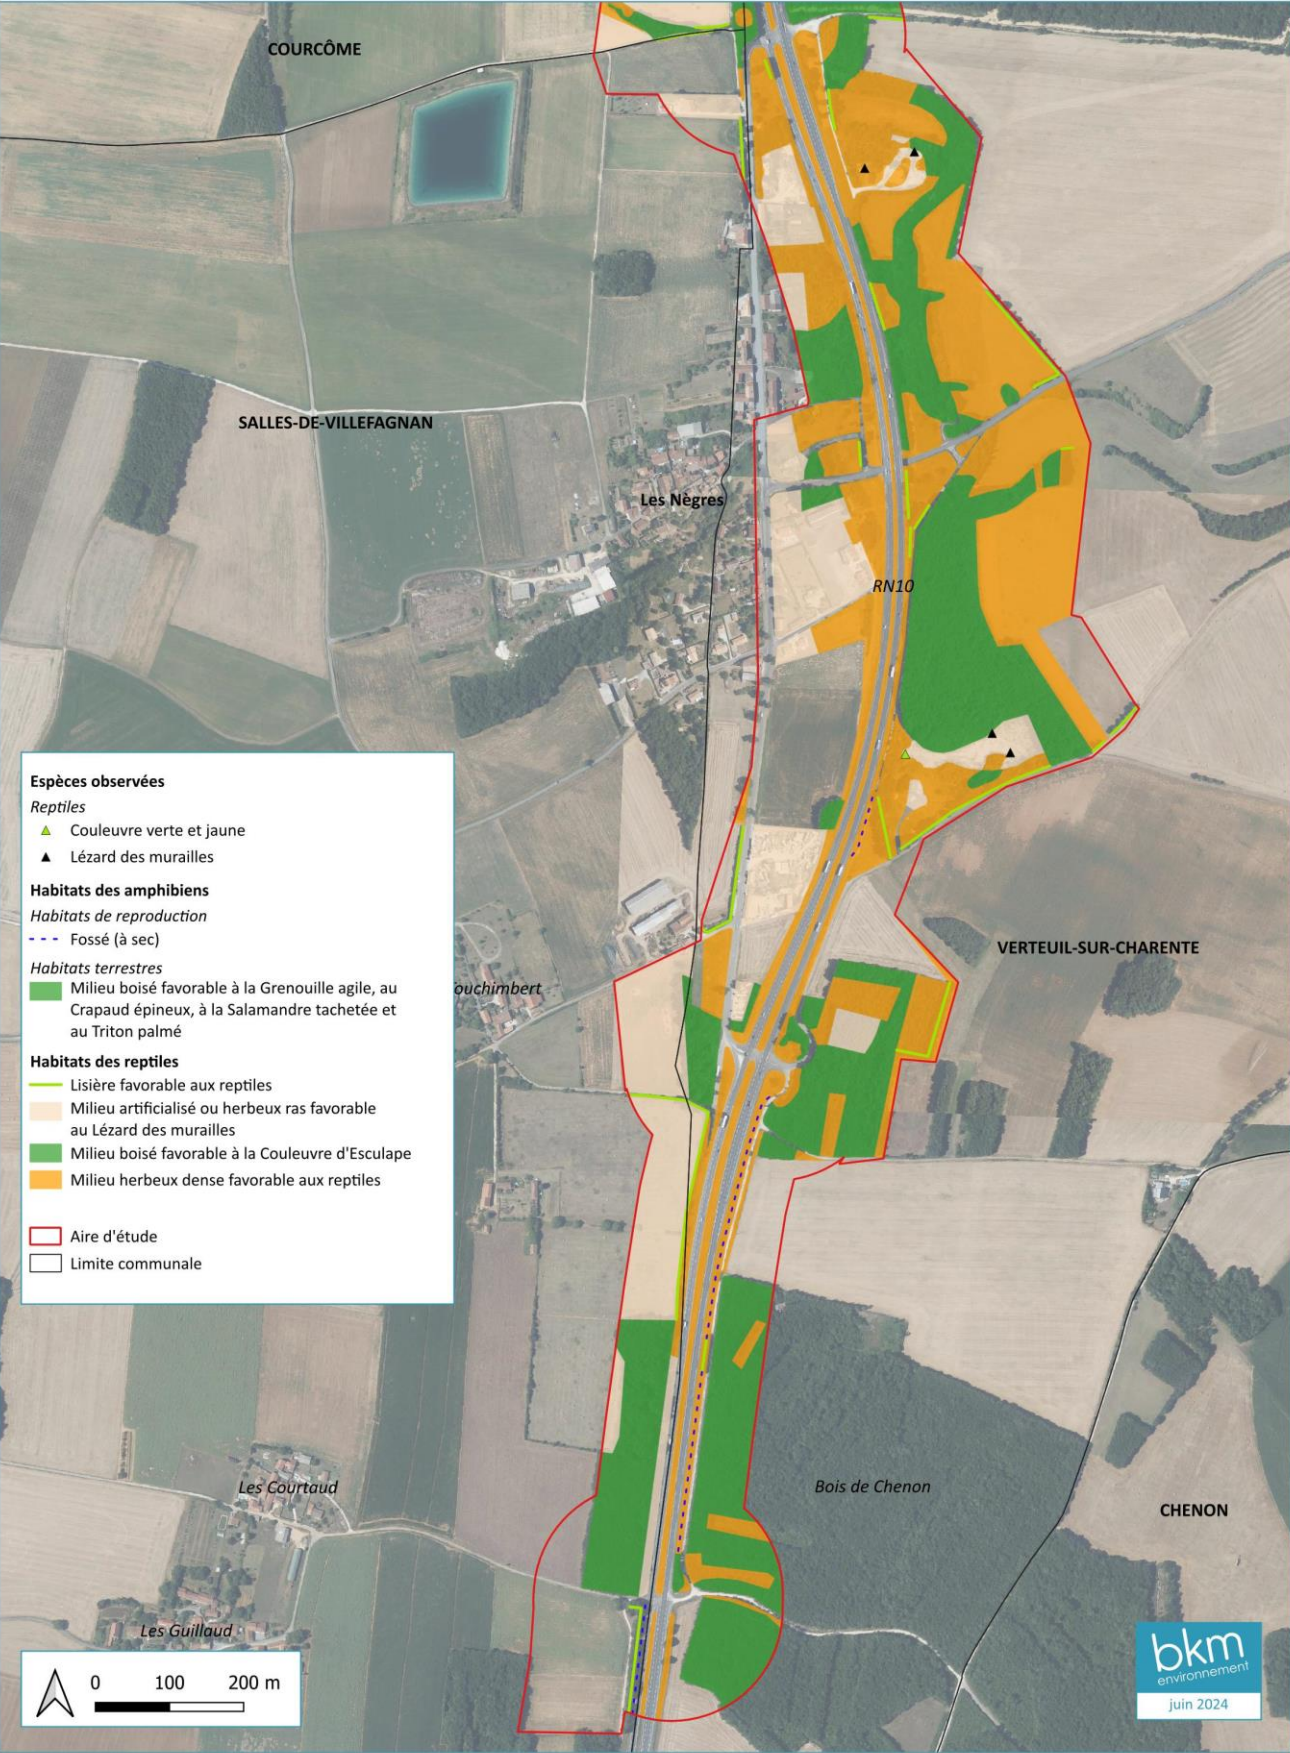 COURCÔME
SALLES-DE-VILLEFAGNAN
Les Nègres
RN10
Espèces observées
Reptiles
Couleuvre verte et jaune
Lézard des murailles
Habitats des amphibiens
Habitats de reproduction
Fossé (à sec)
Habitats terrestres
Milieu boisé favorable à la Grenouille agile, au
Crapaud épineux, à la Salamandre tachetée et
au Triton palmé
Habitats des reptiles
Lisière favorable aux reptiles
Milieu artificialisé ou herbeux ras favorable
au Lézard des murailles
Milieu boisé favorable à la Couleuvre d'Esculape
Milieu herbeux dense favorable aux reptiles
Aire d'étude
Limite communale
VERTEUIL-SUR-CHARENTE
ouchimbert
Les Courtaud
Bois de Chenon
CHENON
Les Guillaud
0 100 200 m
bkm
environnement
juin 2024